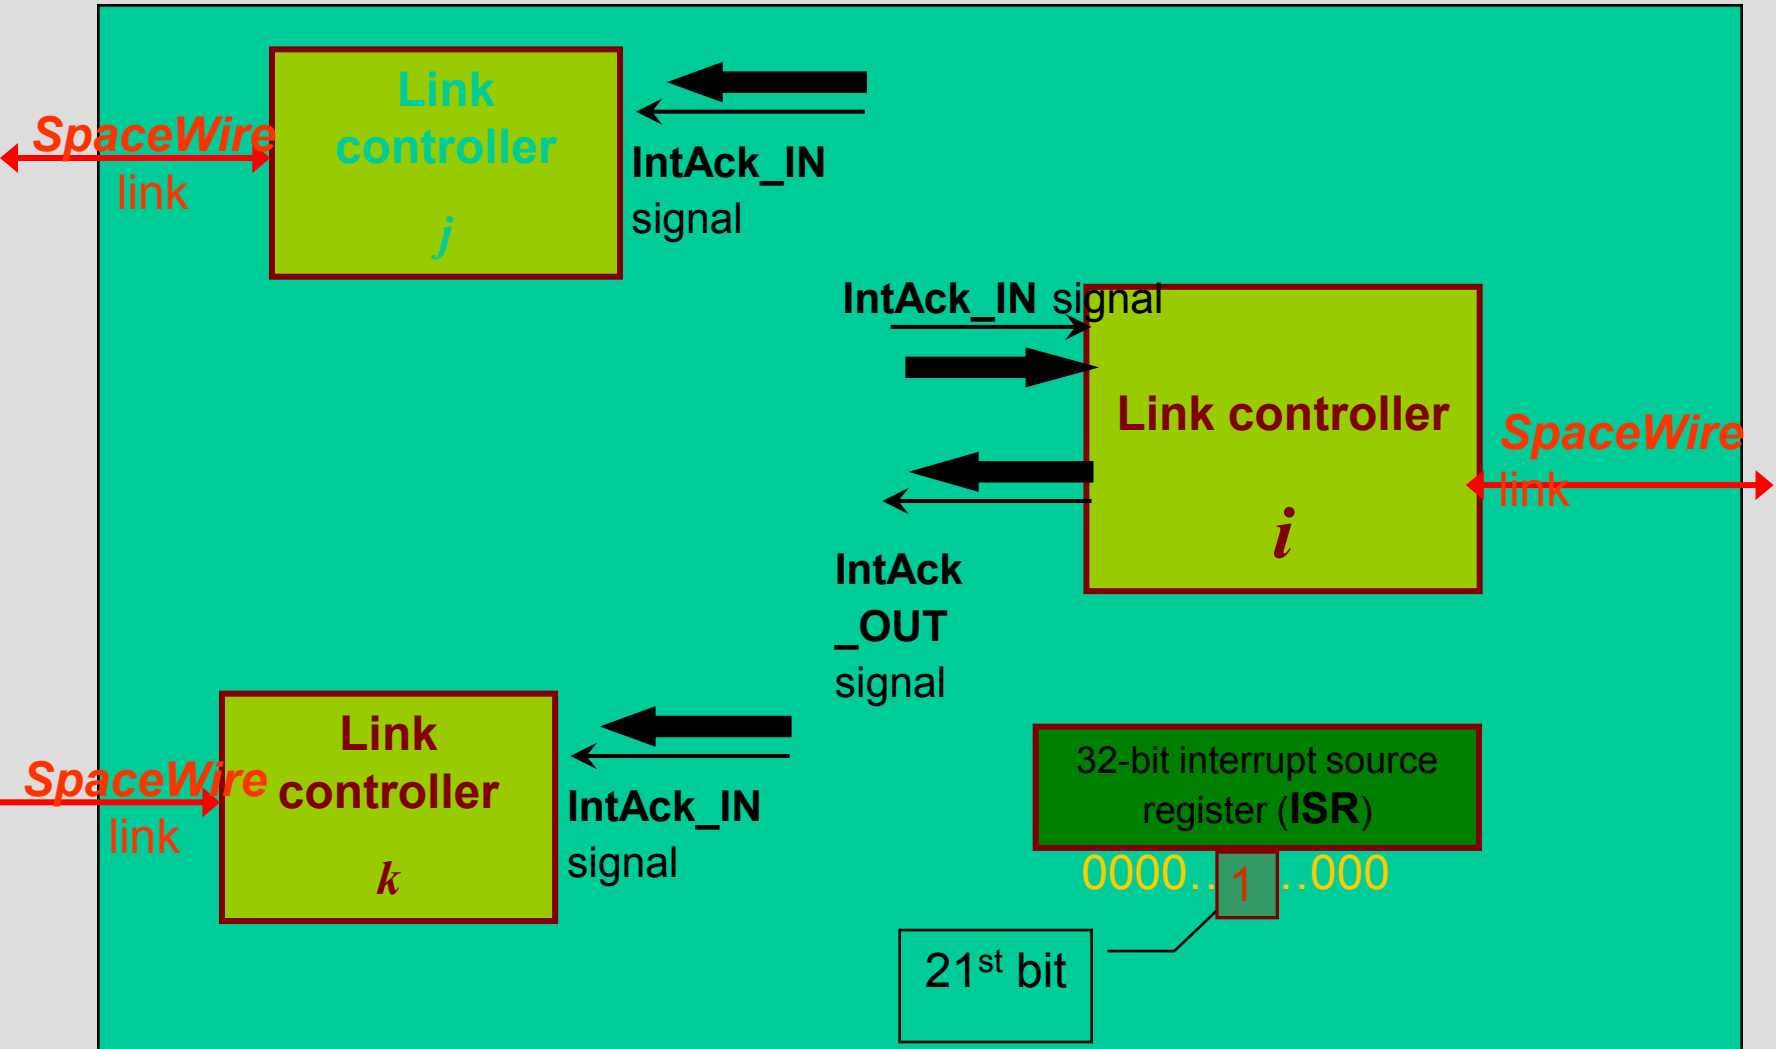 Link
controller
j
SpaceWire
link
IntAck_IN
signal
IntAck_IN signal
Link controller
i
SpaceWire
link
IntAck
_OUT
signal
Link
controller
k
SpaceWire
link
IntAck_IN
signal
32-bit interrupt source
register (ISR)
0000..1..000
21st bit